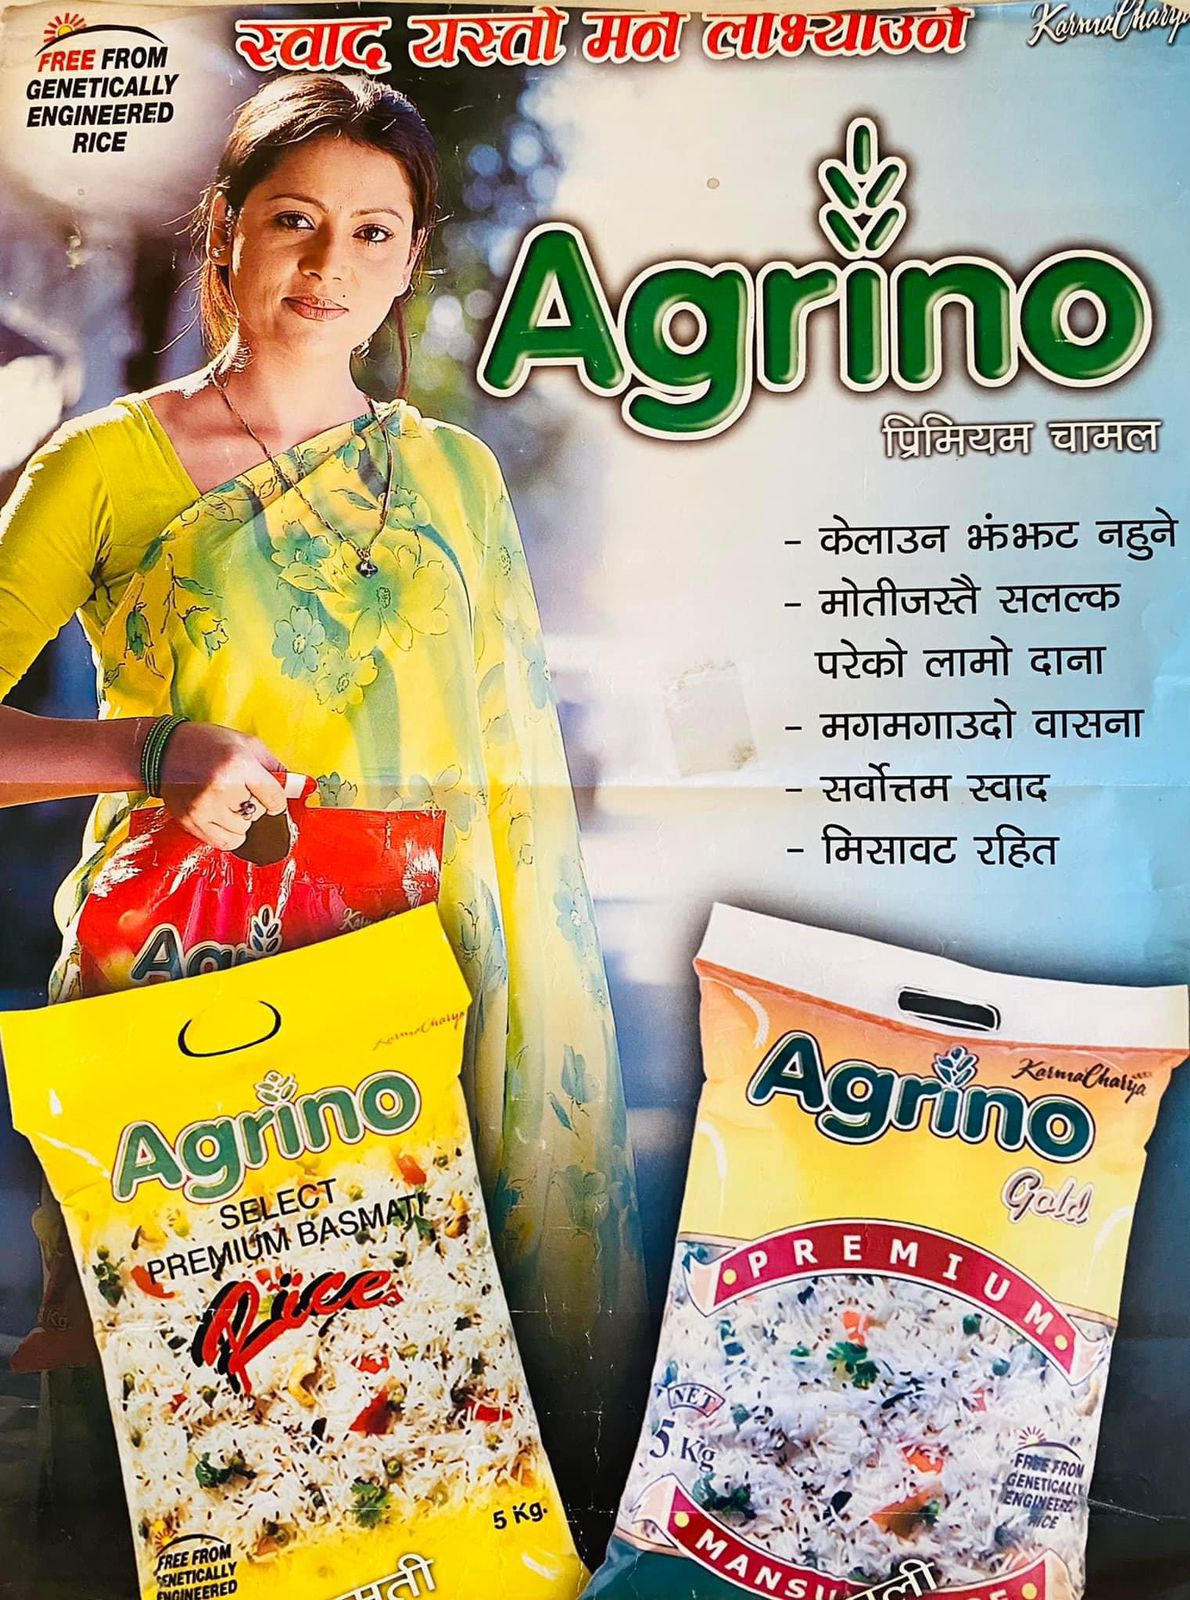 स्वाद यस्तो मनै लोभ्याउने
KarmaCharya
FREE FROM
GENETICALLY
ENGINEERED
RICE
Agrino
प्रिमियम चामल
- केलाउन झंझट नहुने
- मोतीजस्तै सलल्क
परेको लामो दाना
- मगमगाउदो वासना
- सर्वोत्तम स्वाद
- मिसावट रहित
KarmaCharya
Agrino
SELECT
PREMIUM BASMATI
Rice
5 Kg.
FREE FROM
GENETICALLY
ENGINEERED
KarmaCharya
Agrino
Gold
PREMIUM
NET
5 Kg
FREE FROM
GENETICALLY
ENGINEERED
RICE